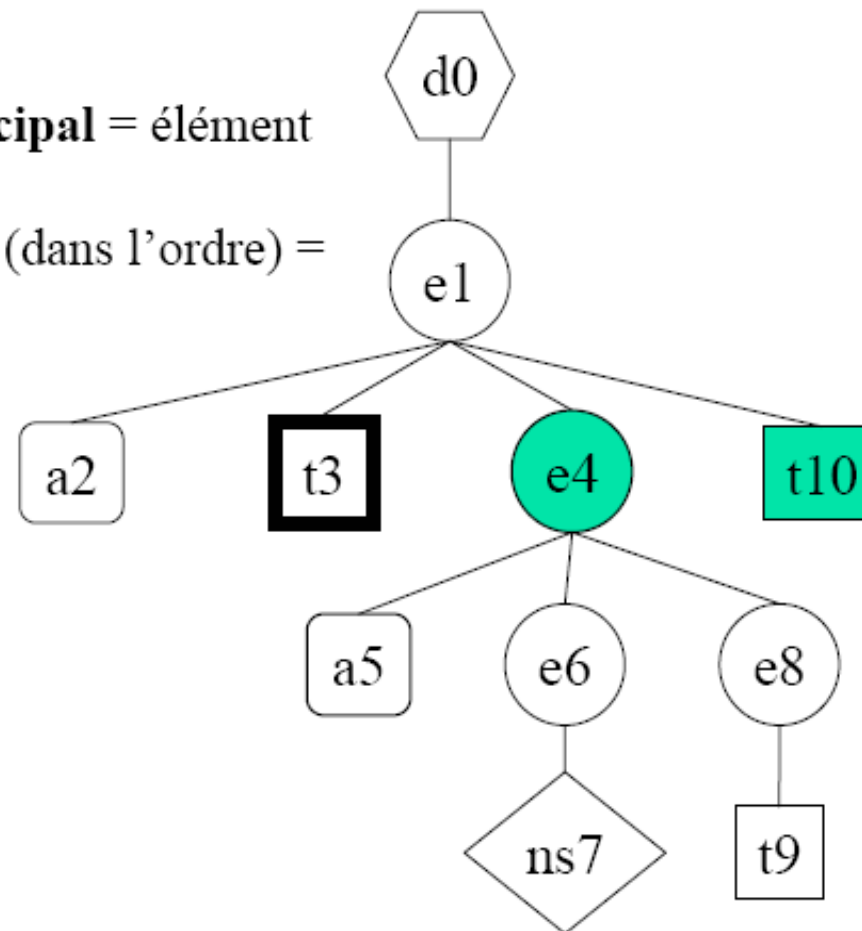 d0
cipal = élément
(dans l’ordre) =
e1
a2 t3 e4 t10
a5 e6 e8
ns7 t9